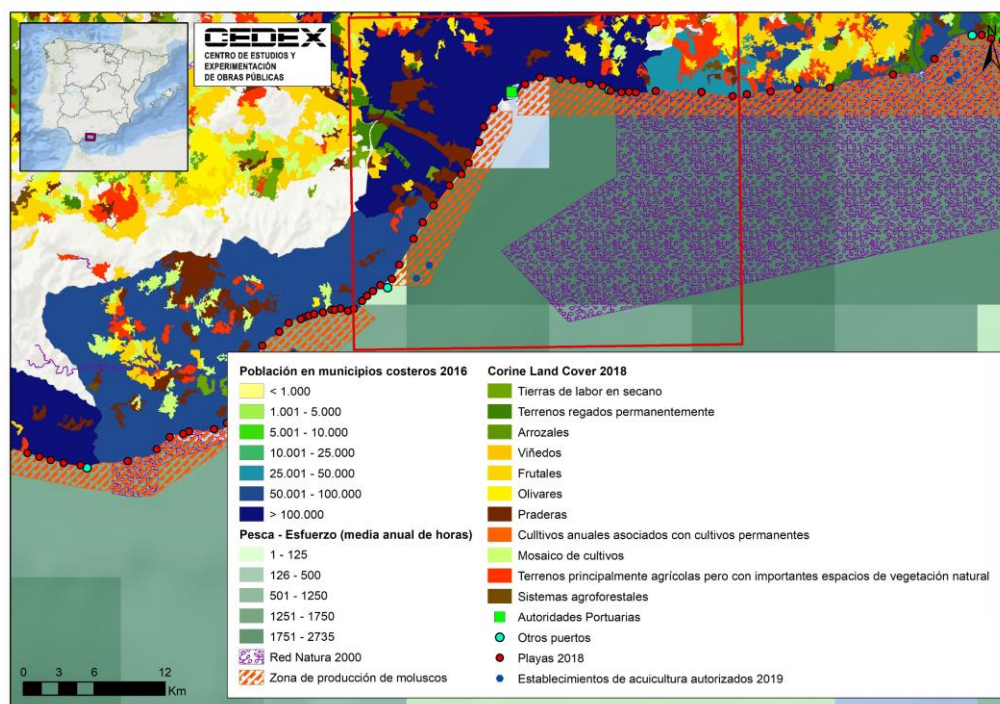 CEDEX
CENTRO DE ESTUDIOS Y
EXPERIMENTACIÓN
DE OBRAS PÚBLICAS
N
Población en municipios costeros 2016
< 1.000
1.001 - 5.000
5.001 - 10.000
10.001 - 25.000
25.001 - 50.000
50.001 - 100.000
> 100.000
Pesca - Esfuerzo (media anual de horas)
1 - 125
126 - 500
501 - 1250
1251 - 1750
1751 - 2735
Red Natura 2000
Zona de producción de moluscos
Corine Land Cover 2018
Tierras de labor en secano
Terrenos regados permanentemente
Arrozales
Viñedos
Frutales
Olivares
Praderas
Culltivos anuales asociados con cultivos permanentes
Mosaico de cultivos
Terrenos principalmente agrícolas pero con importantes espacios de vegetación natural
Sistemas agroforestales
Autoridades Portuarias
Otros puertos
Playas 2018
Establecimientos de acuicultura autorizados 2019
0 3 6 12
Km